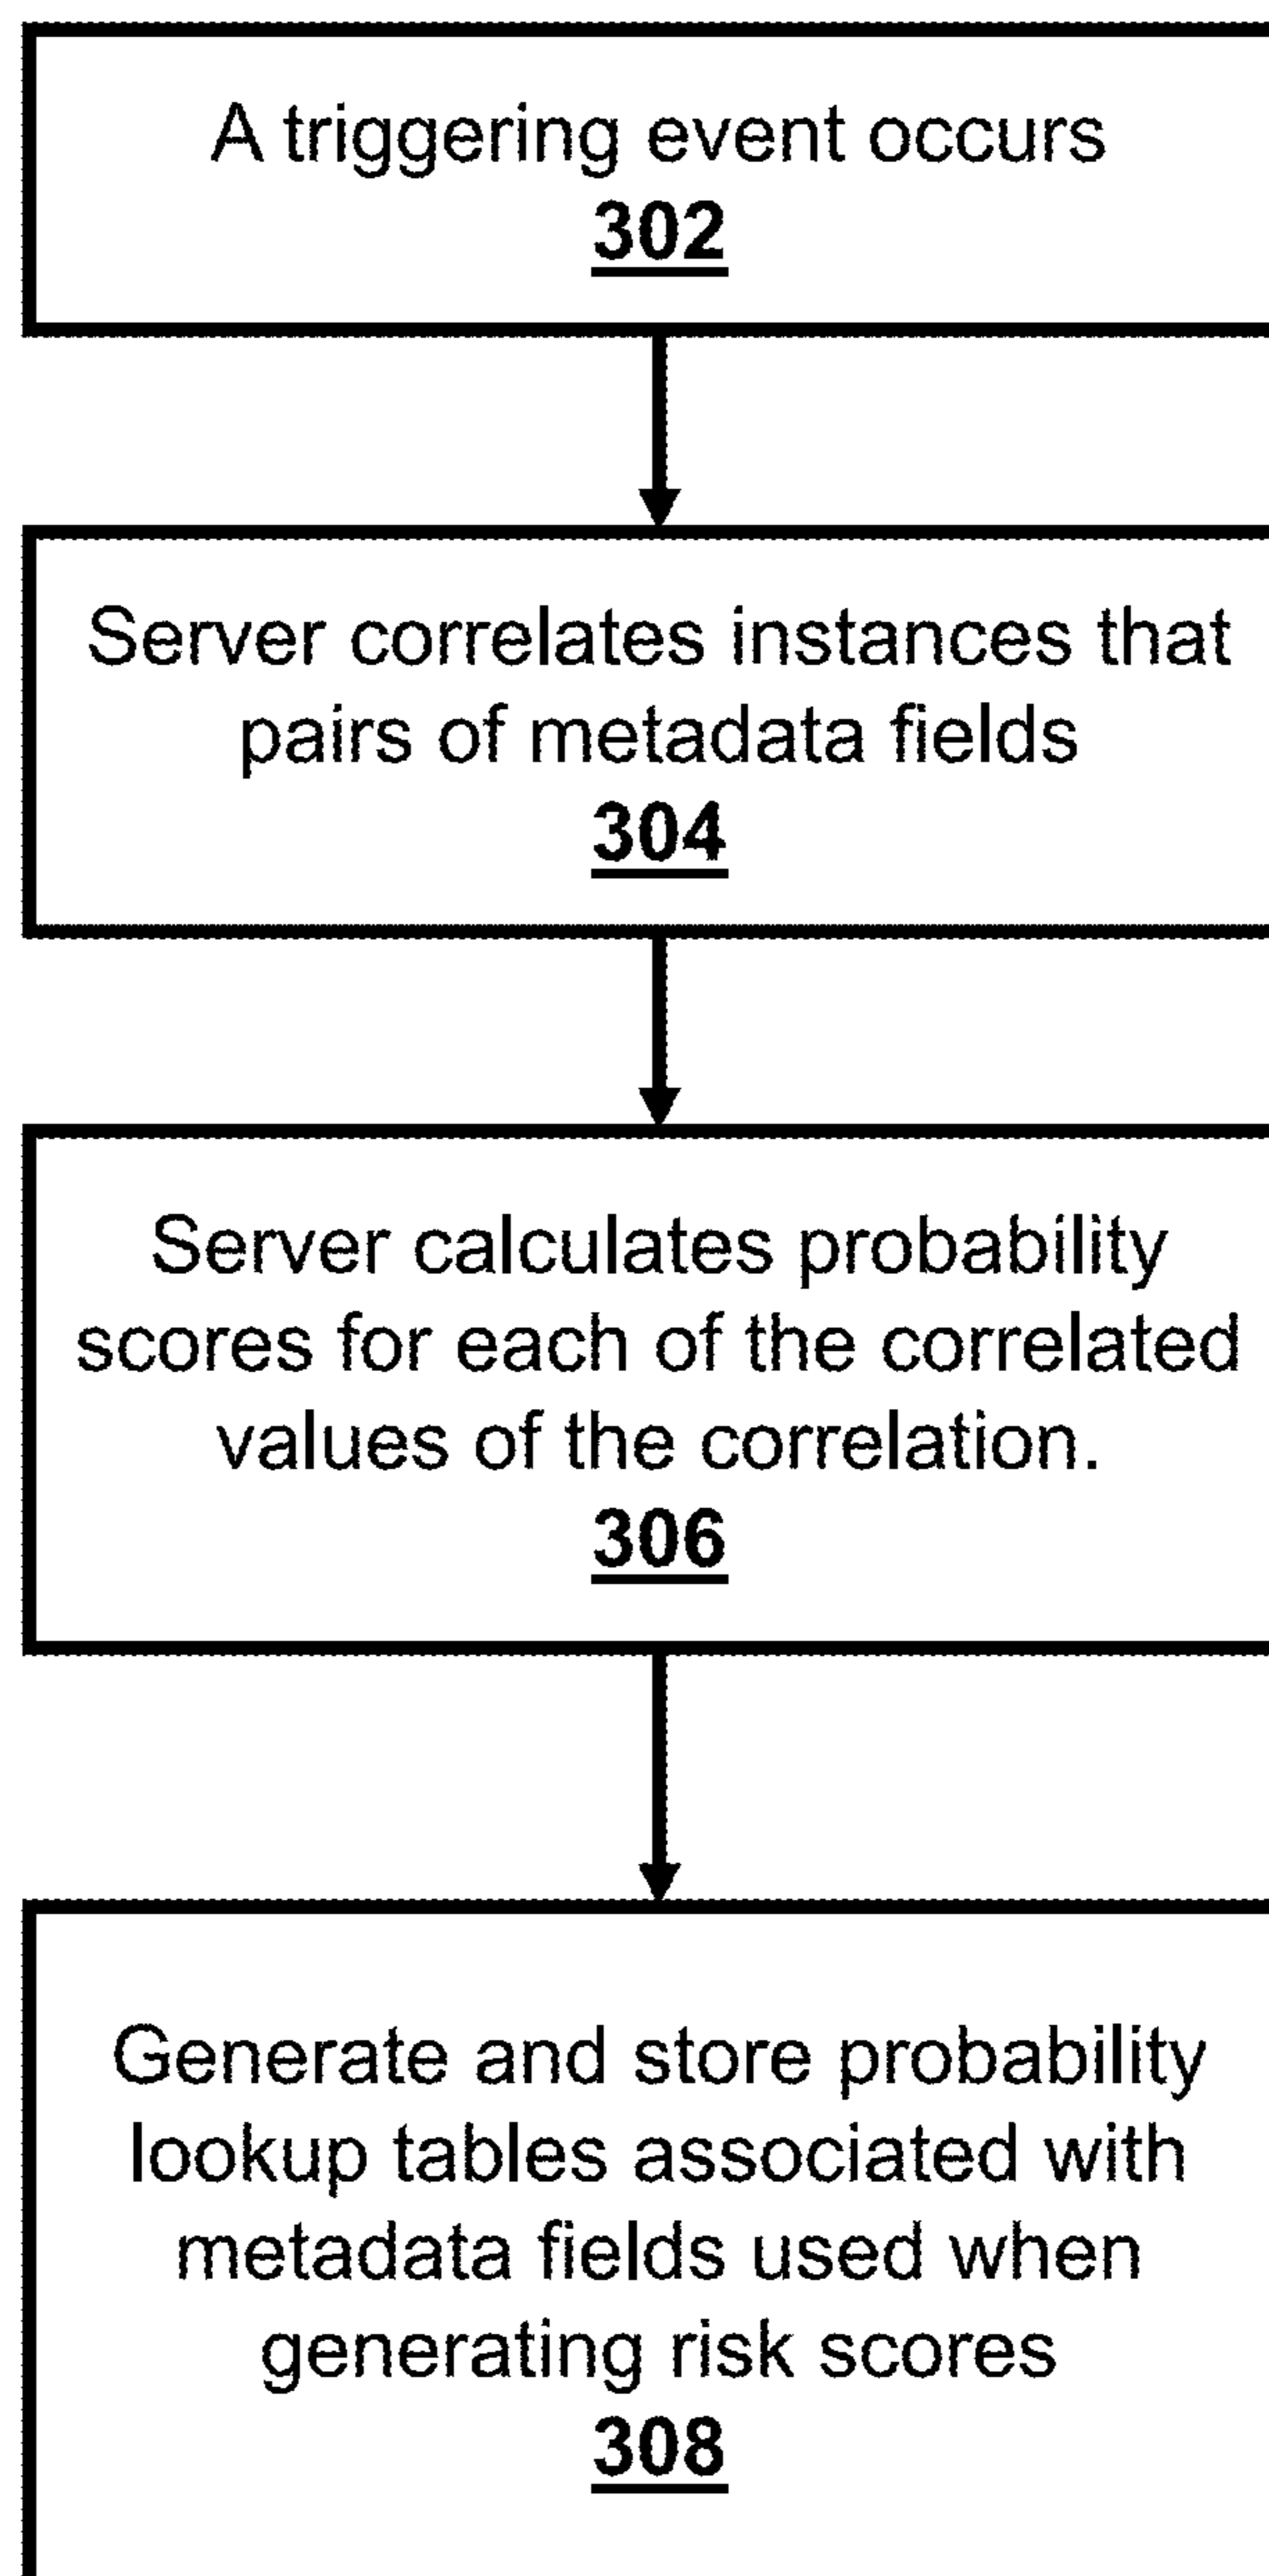 A triggering event occurs
302
Server correlates instances that
pairs of metadata fields
304
Server calculates probability
scores for each of the correlated
values of the correlation.
306
Generate and store probability
lookup tables associated with
metadata fields used when
generating risk scores
308